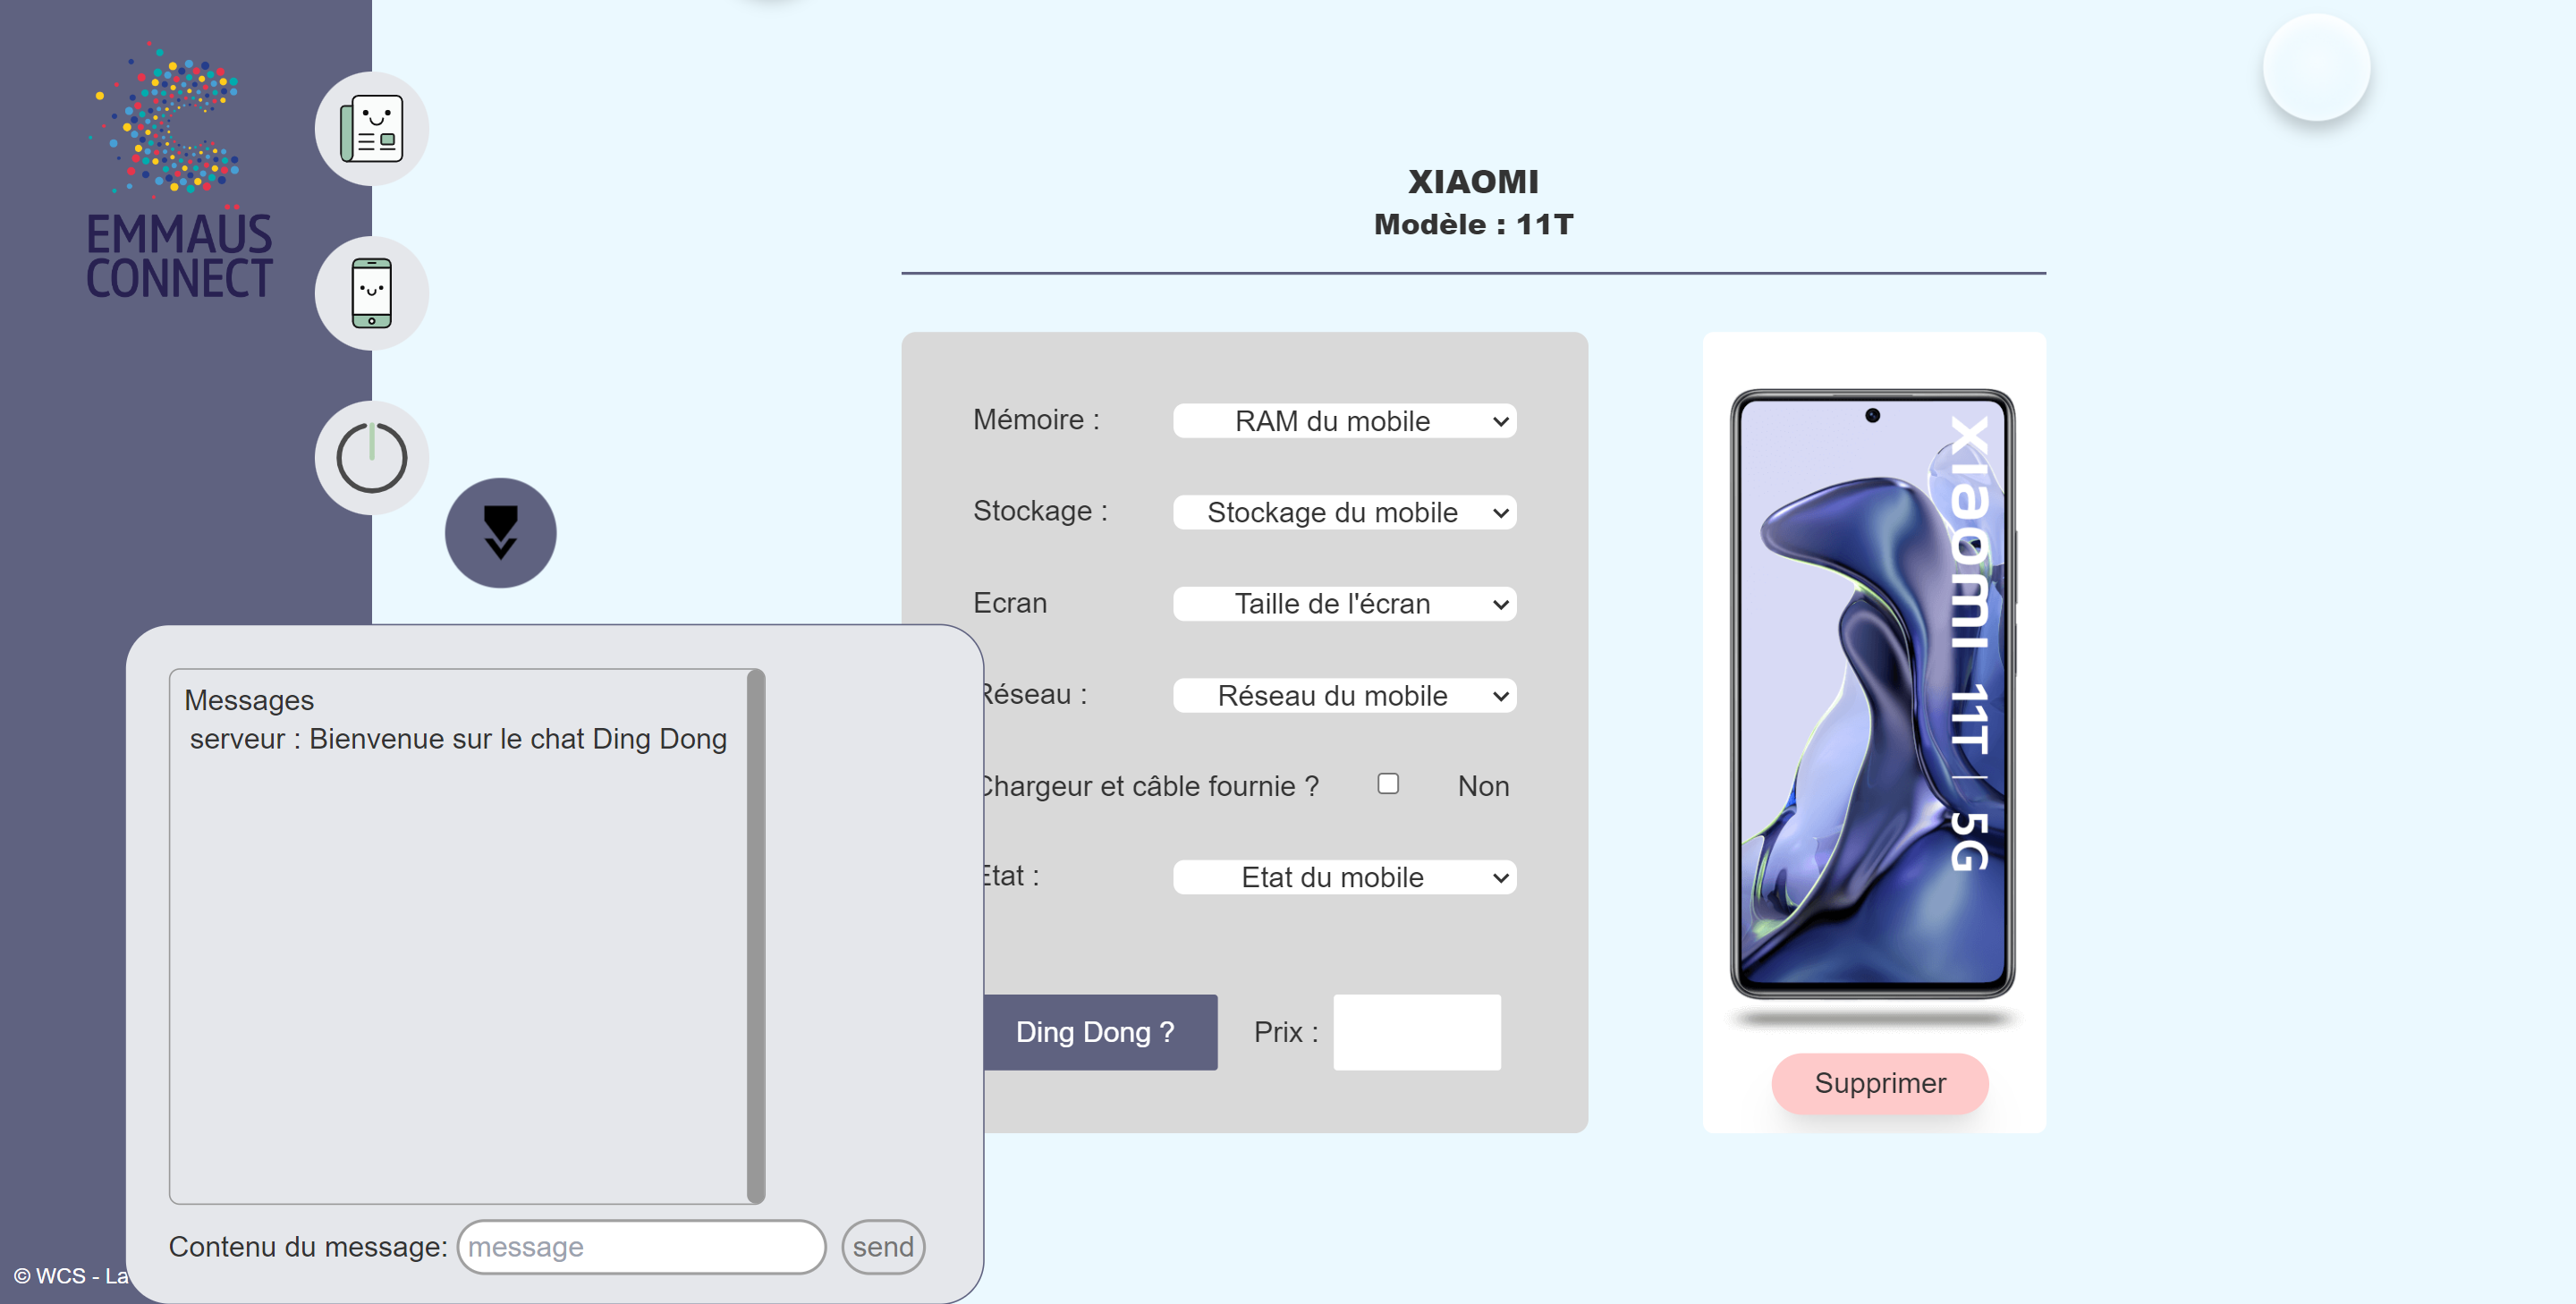 EMMAÜS
CONNECT
XIAOMI
Modèle : 11T
Mémoire :
RAM du mobile
Stockage :
Stockage du mobile
Ecran
Taille de l'écran
Réseau :
Réseau du mobile
Chargeur et câble fournie ?
Non
Etat :
Etat du mobile
Ding Dong ?
Prix :
xiaomi 11T | 5G
Supprimer
Messages
serveur : Bienvenue sur le chat Ding Dong
Contenu du message:
message
send
© WCS - La